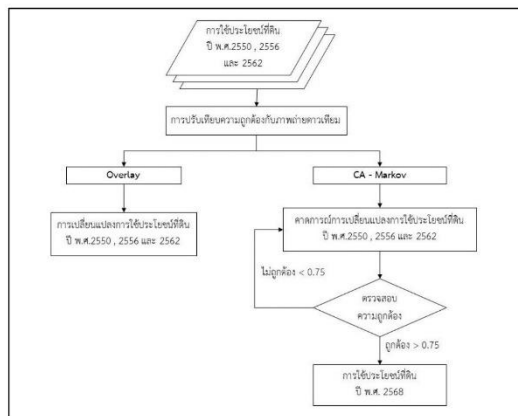 การใช้ประโยชน์ที่ดิน
ปี พ.ศ.2550 , 2556
และ 2562
การปรับเทียบความถูกต้องกับภาพถ่ายดาวเทียม
Overlay
CA - Markov
การเปลี่ยนแปลงการใช้ประโยชน์ที่ดิน
ปี พ.ศ.2550 , 2556 และ 2562
คาดการณ์การเปลี่ยนแปลงการใช้ประโยชน์ที่ดิน
ปี พ.ศ.2550 , 2556 และ 2562
ไม่ถูกต้อง < 0.75
ตรวจสอบ
ความถูกต้อง
ถูกต้อง > 0.75
การใช้ประโยชน์ที่ดิน
ปี พ.ศ. 2568